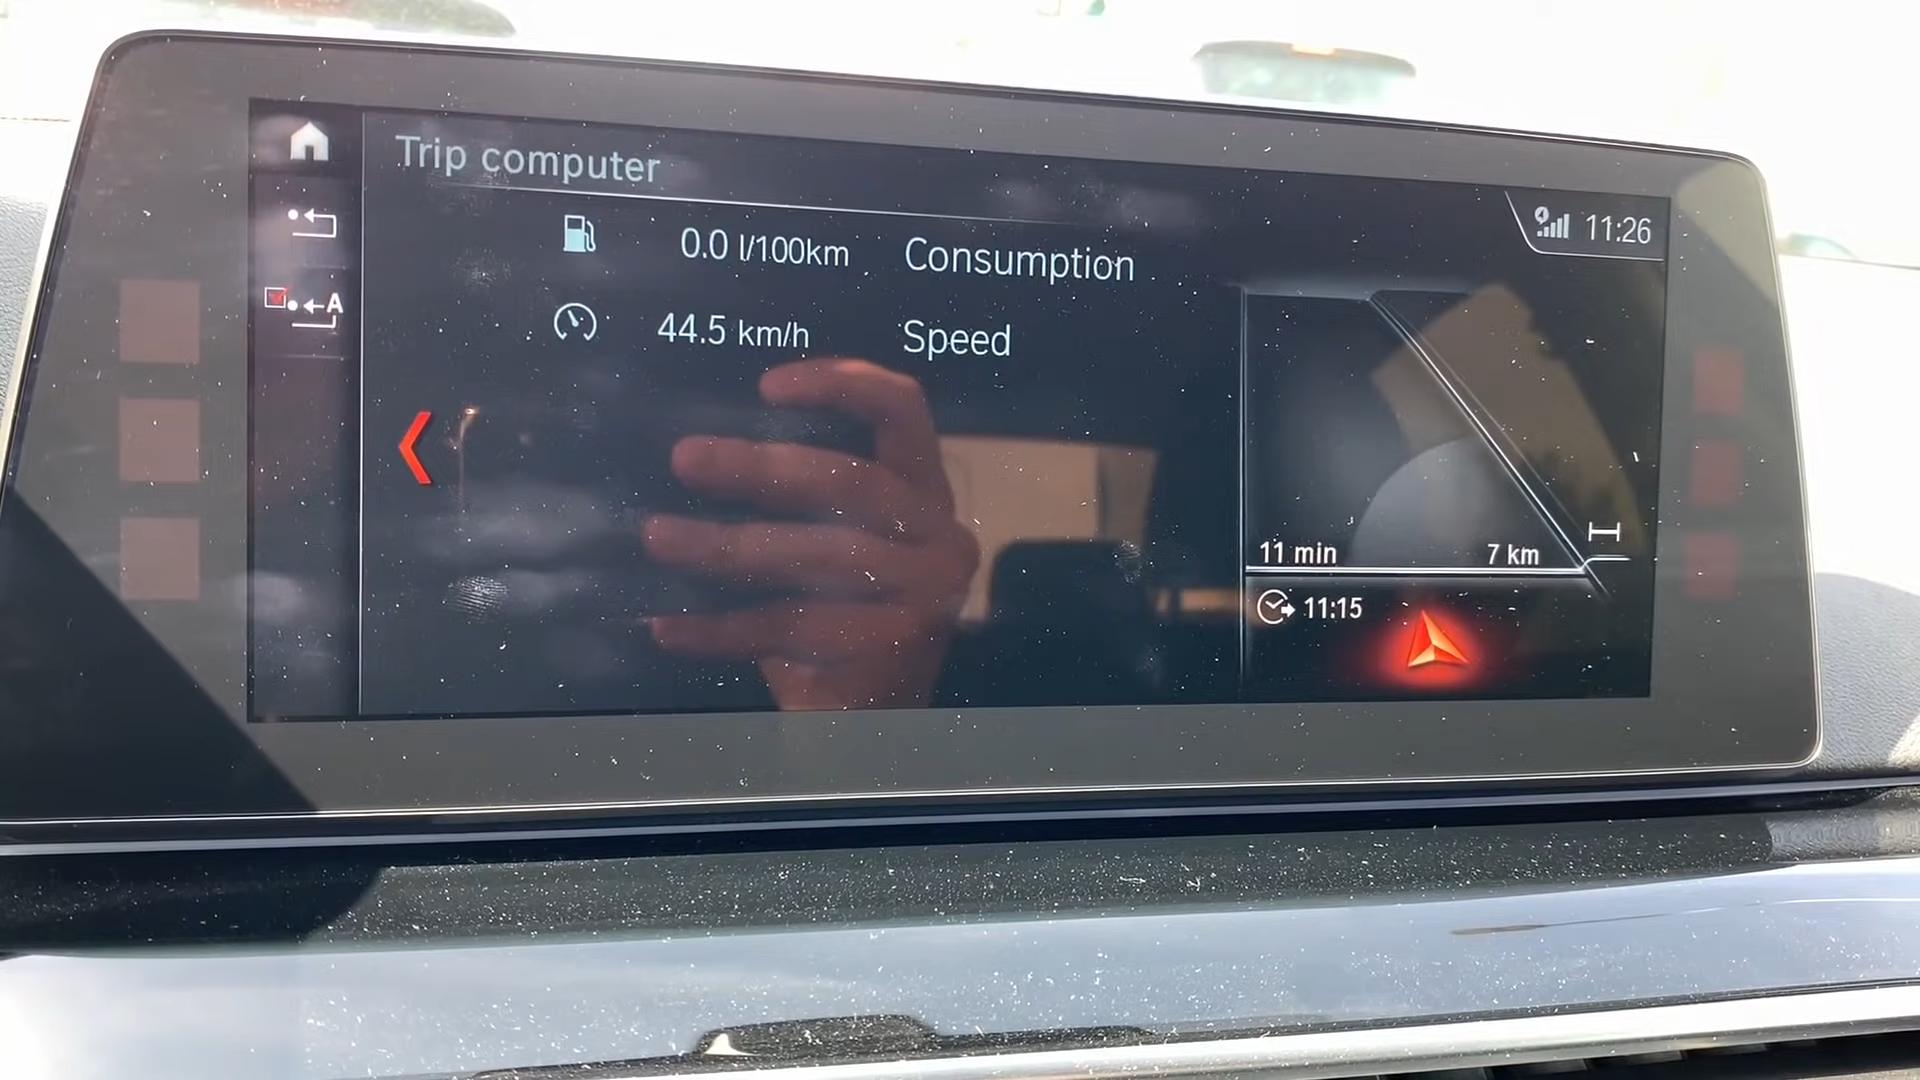 Trip computer
11:26
0.0 l/100km Consumption
44.5 km/h Speed
A
11 min 7 km
11:15